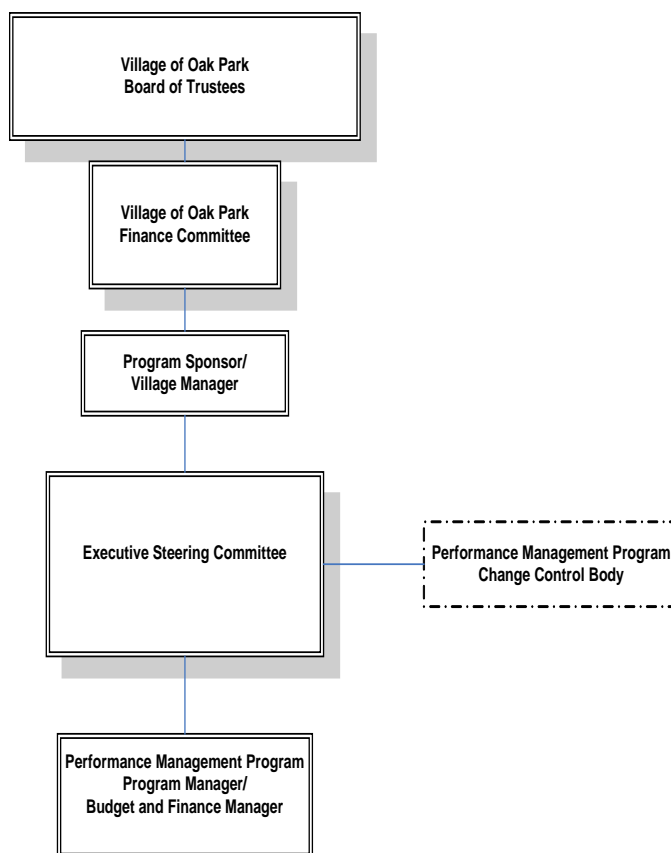 Village of Oak Park
Board of Trustees
Village of Oak Park
Finance Committee
Program Sponsor/
Village Manager
Executive Steering Committee
Performance Management Program
Change Control Body
Performance Management Program
Program Manager/
Budget and Finance Manager